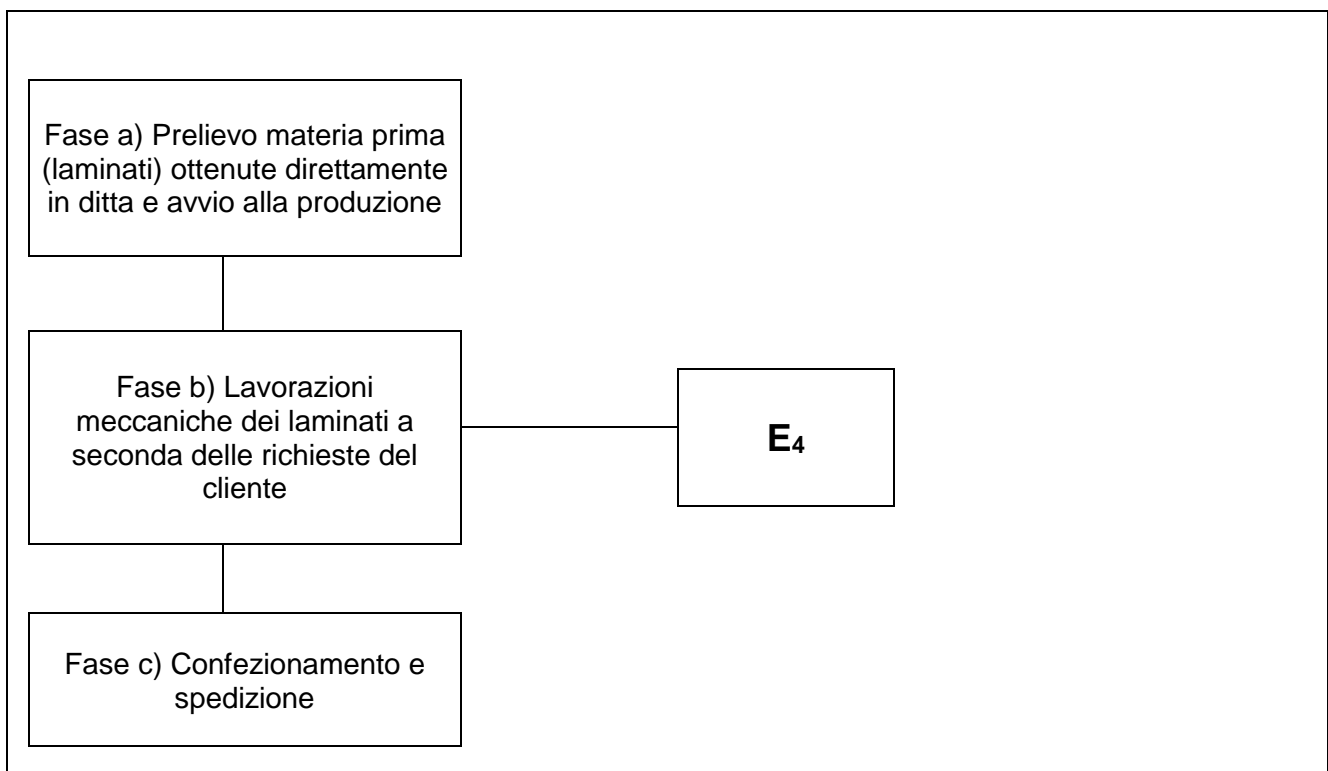 Fase a) Prelievo materia prima
(laminati) ottenute direttamente
in ditta e avvio alla produzione
Fase b) Lavorazioni
meccaniche dei laminati a
seconda delle richieste del
cliente
E₄
Fase c) Confezionamento e
spedizione